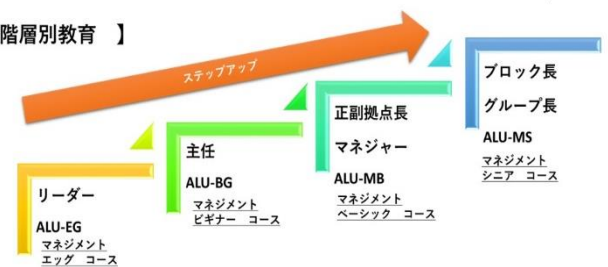 階層別教育 】
ステップアップ
リーダー
ALU-EG
マネジメント
エッグ コース
主任
ALU-BG
マネジメント
ビギナー コース
正副拠点長
マネジャー
ALU-MB
マネジメント
ベーシック コース
ブロック長
グループ長
ALU-MS
マネジメント
シニア コース